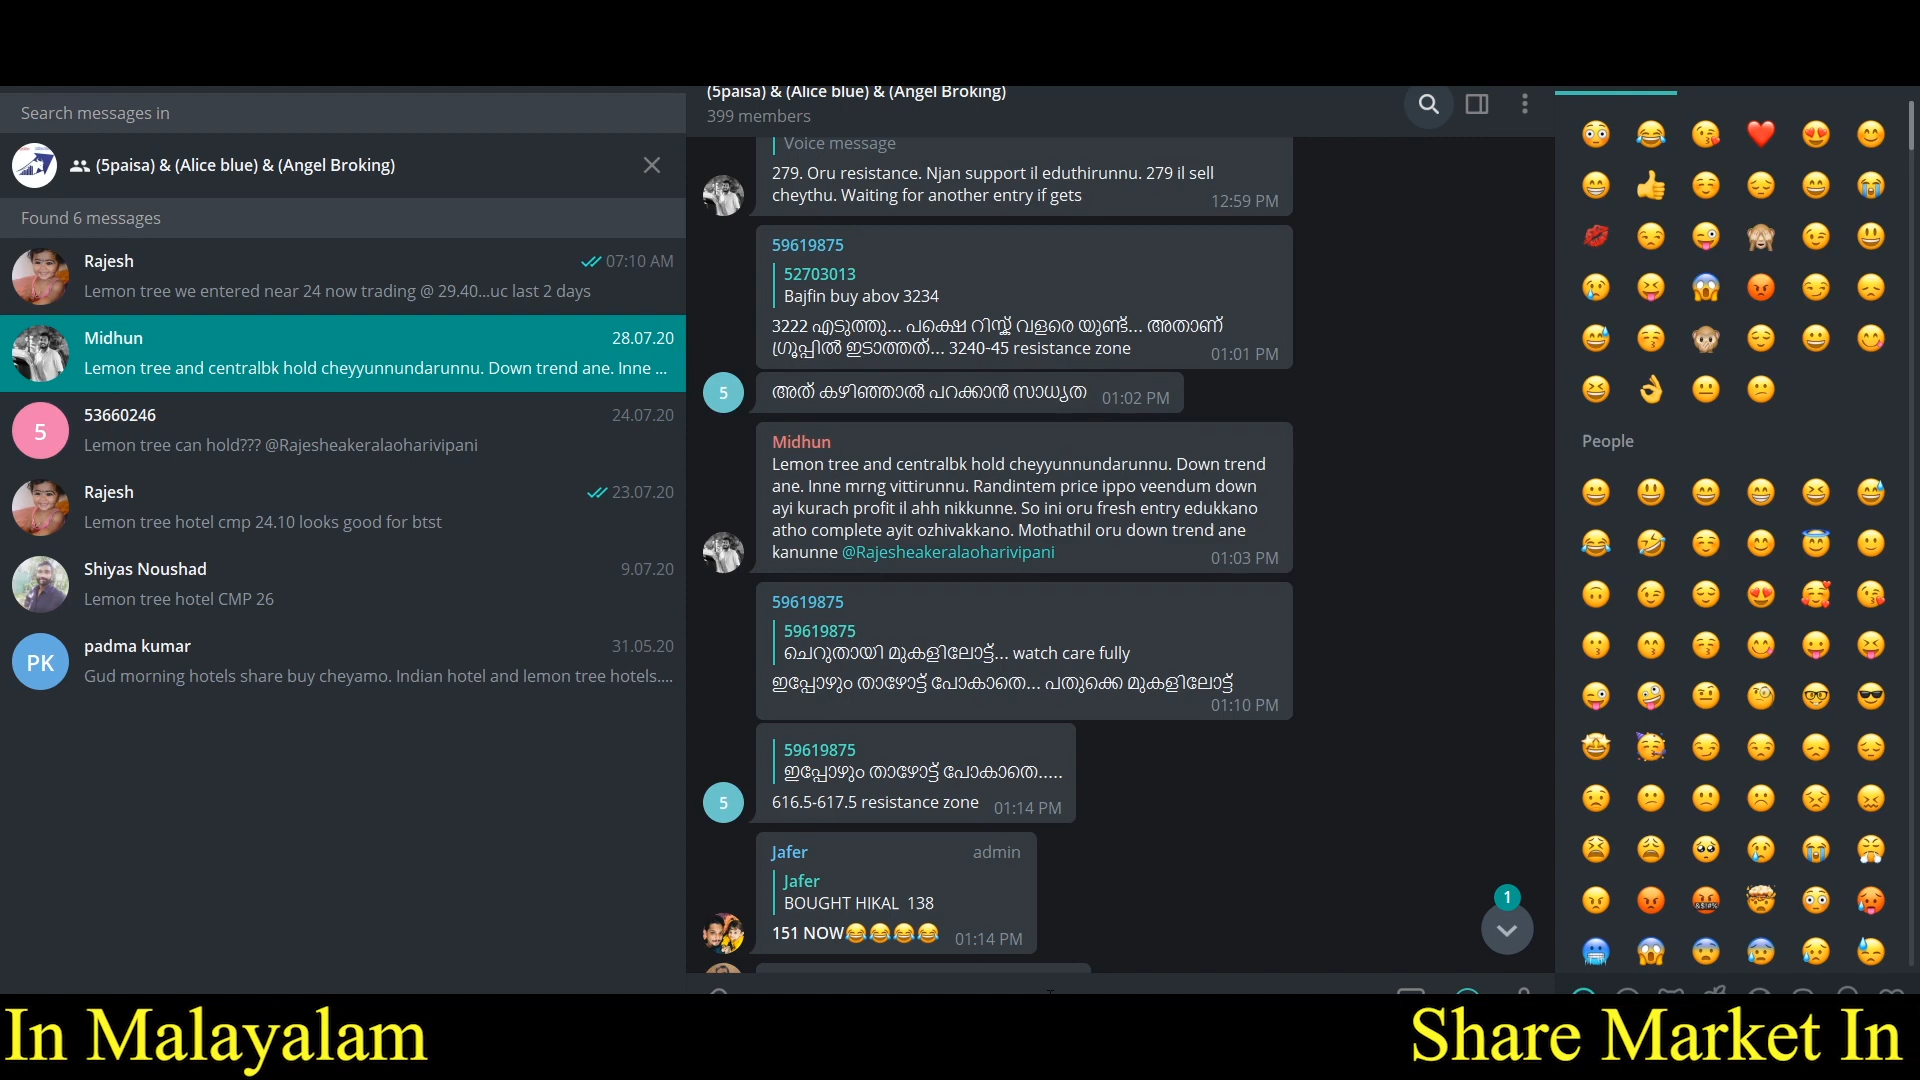 Search messages in
(5paisa) & (Alice blue) & (Angel Broking)
Found 6 messages
Rajesh 07:10 AM
Lemon tree we entered near 24 now trading @ 29.40...uc last 2 days
Midhun 28.07.20
Lemon tree and centralbk hold cheyyunnundarunnu. Down trend ane. Inne ...
5
53660246 24.07.20
Lemon tree can hold??? @Rajesheakeralaoharivipani
Rajesh 23.07.20
Lemon tree hotel cmp 24.10 looks good for btst
Shiyas Noushad 9.07.20
Lemon tree hotel CMP 26
PK
padma kumar 31.05.20
Gud morning hotels share buy cheyamo. Indian hotel and lemon tree hotels....
(5paisa) & (Alice blue) & (Angel Broking)
399 members
Voice message
279. Oru resistance. Njan support il eduthirunnu. 279 il sell
cheythu. Waiting for another entry if gets 12:59 PM
59619875
52703013
Bajfin buy abov 3234
3222 എടുത്തു... പക്ഷെ റിസ്ക് വളരെ യുണ്ട്... അതാണ്
ഗ്രൂപ്പിൽ ഇടാത്തത്... 3240-45 resistance zone 01:01 PM
5
അത് കഴിഞ്ഞാൽ പറക്കാൻ സാധ്യത 01:02 PM
Midhun
Lemon tree and centralbk hold cheyyunnundarunnu. Down trend
ane. Inne mrng vittirunnu. Randintem price ippo veendum down
ayi kurach profit il ahh nikkunne. So ini oru fresh entry edukkano
atho complete ayit ozhivakkano. Mothathil oru down trend ane
kanunne @Rajesheakeralaoharivipani 01:03 PM
59619875
59619875
ചെറുതായി മുകളിലോട്ട്... watch care fully
ഇപ്പോഴും താഴോട്ട് പോകാതെ... പതുക്കെ മുകളിലോട്ട്
01:10 PM
59619875
ഇപ്പോഴും താഴോട്ട് പോകാതെ.....
5
616.5-617.5 resistance zone 01:14 PM
Jafer admin
Jafer
BOUGHT HIKAL 138
151 NOW😂😂😂😂 01:14 PM
1
People
In Malayalam
Share Market In